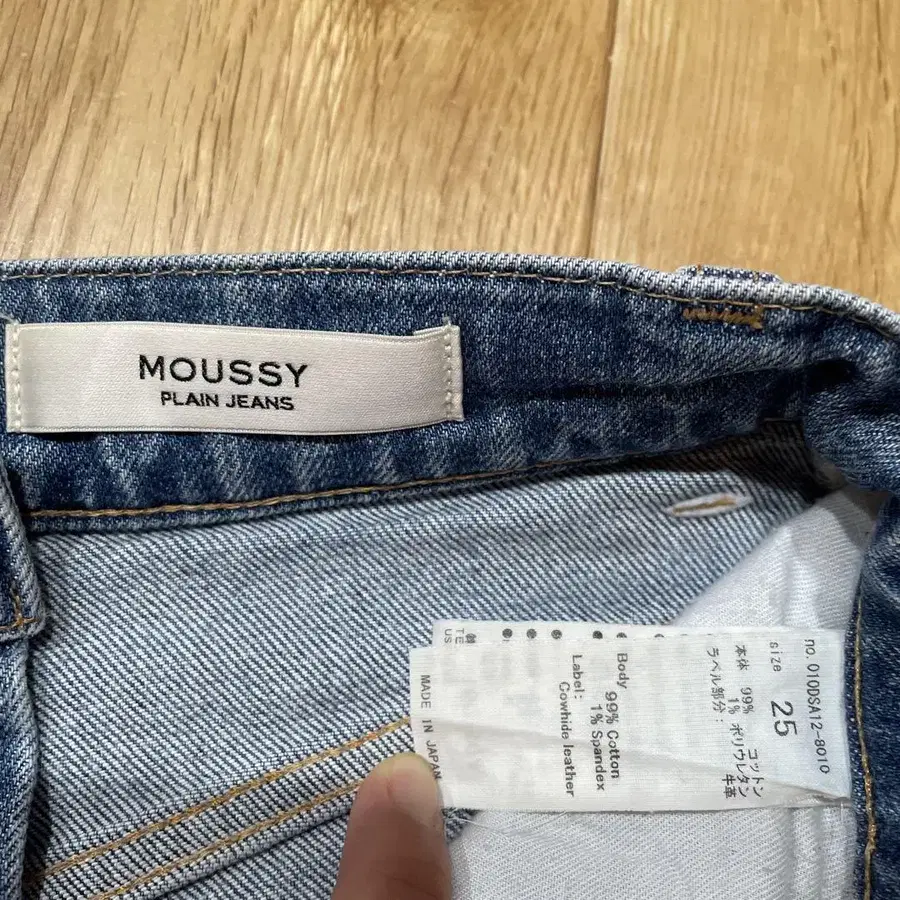 MOUSSY
PLAIN JEANS
no. 010DSA12-8010
size 25
本体 99% コットン
1% ポリウレタン
ラベル部分: 牛革
Body
99% Cotton
1% Spandex
Label:
Cowhide leather
MADE IN JAPAN
TE
US